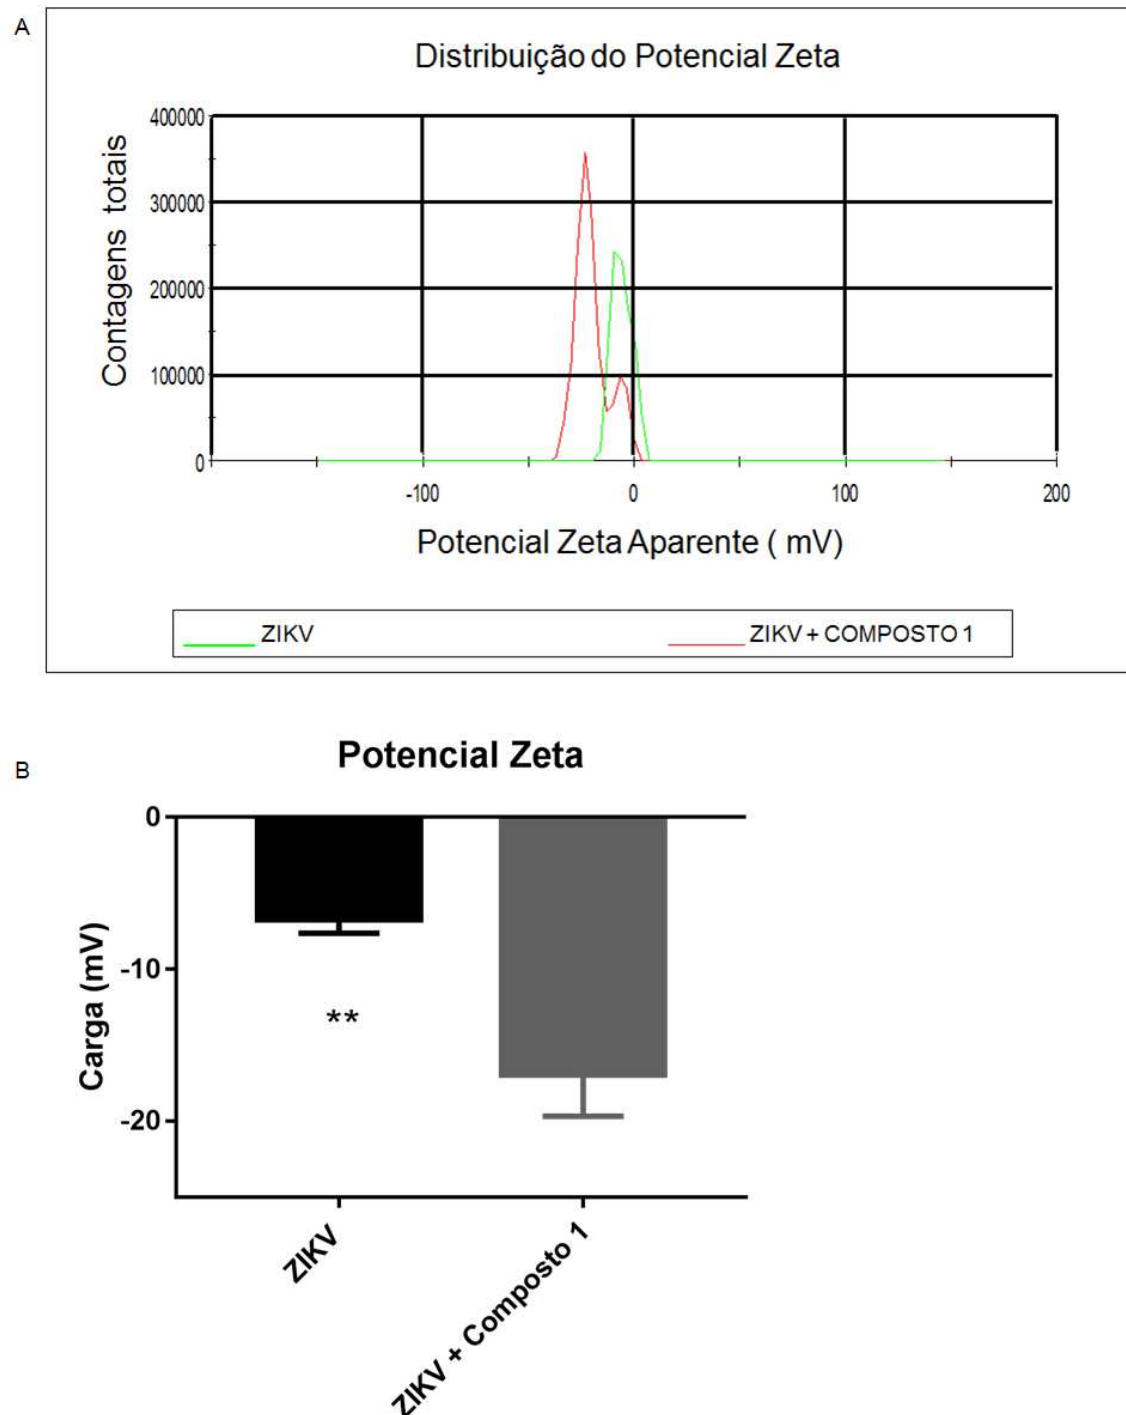 A
Distribuição do Potencial Zeta
Contagens totais
400000
300000
200000
100000
0
-100
0
100
200
Potencial Zeta Aparente ( mV)
ZIKV
ZIKV + COMPOSTO 1
B
Potencial Zeta
Carga (mV)
0
-10
-20
**
ZIKV
ZIKV + Composto 1